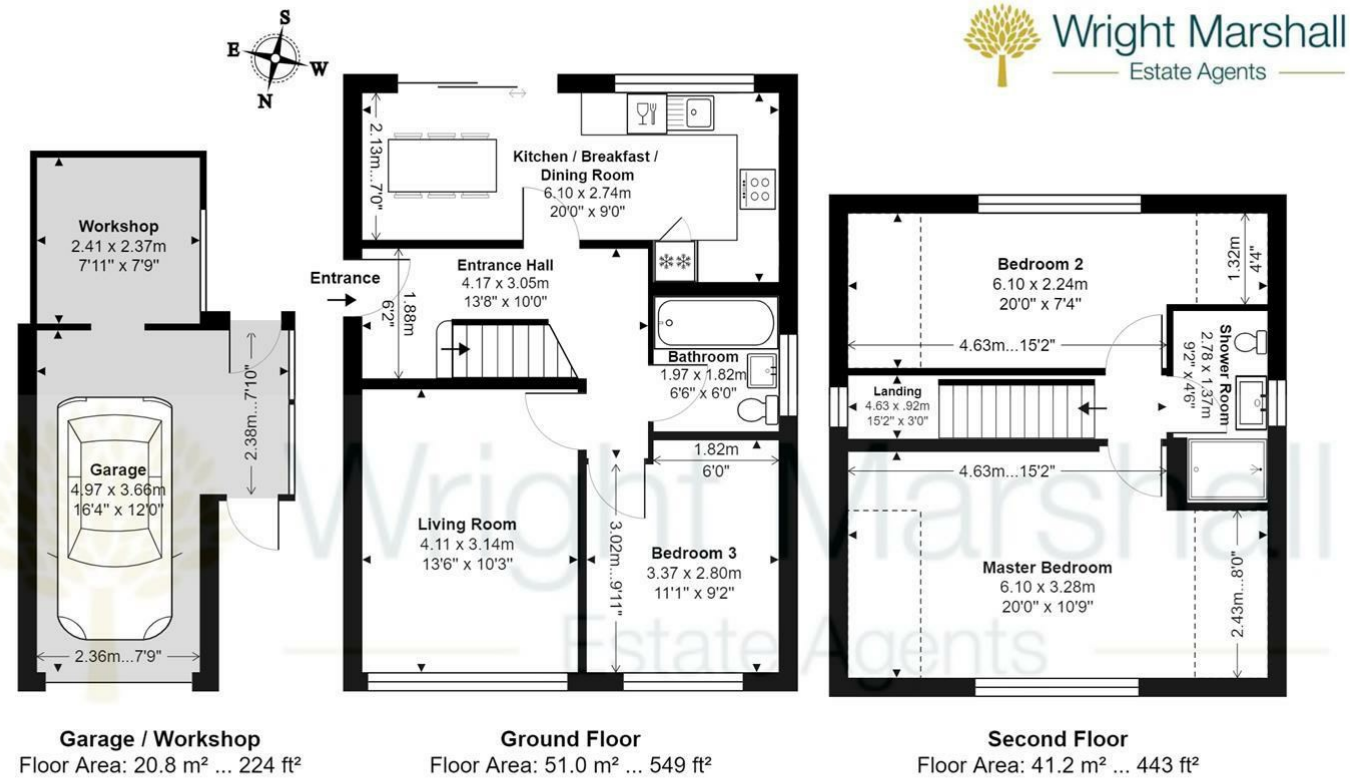 S
E
W
N
Wright Marshall
Estate Agents
Workshop
2.41 x 2.37m
7'11" x 7'9"
2.38m...7'10"
Garage
4.97 x 3.66m
16'4" x 12'0"
2.36m...7'9"
Garage / Workshop
Floor Area: 20.8 m² ... 224 ft²
2.13m...7'0"
Kitchen / Breakfast /
Dining Room
6.10 x 2.74m
20'0" x 9'0"
Entrance
Entrance Hall
4.17 x 3.05m
13'8" x 10'0"
1.88m
6'2"
Bathroom
1.97 x 1.82m
6'6" x 6'0"
1.82m
6'0"
Living Room
4.11 x 3.14m
13'6" x 10'3"
3.02m...9'11"
Bedroom 3
3.37 x 2.80m
11'1" x 9'2"
Ground Floor
Floor Area: 51.0 m² ... 549 ft²
Bedroom 2
6.10 x 2.24m
20'0" x 7'4"
1.32m
4'4"
4.63m...15'2"
Shower Room
2.78 x 1.37m
9'2" x 4'6"
Landing
4.63 x .92m
15'2" x 3'0"
4.63m...15'2"
Master Bedroom
6.10 x 3.28m
20'0" x 10'9"
2.43m...8'0"
Second Floor
Floor Area: 41.2 m² ... 443 ft²
Wright Marshall
Estate Agents